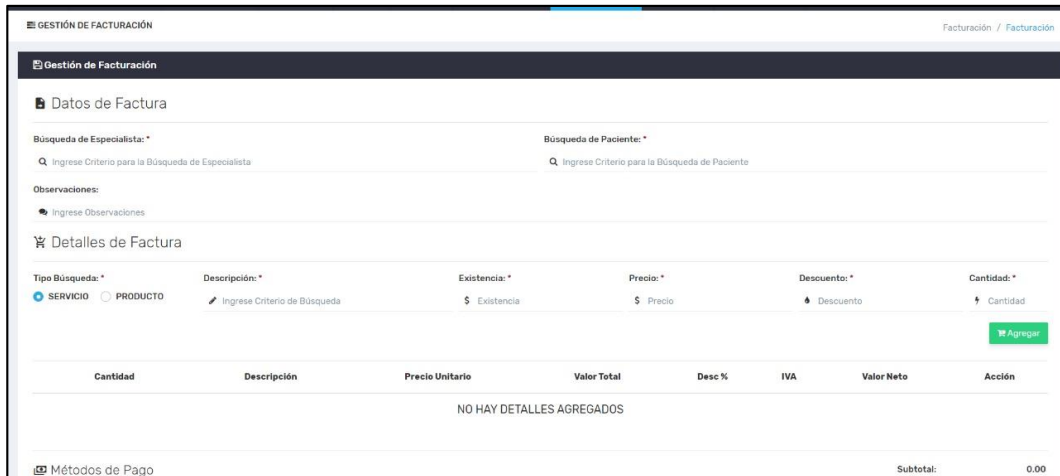 GESTIÓN DE FACTURACIÓN
Facturación / Facturación
Gestión de Facturación
Datos de Factura
Búsqueda de Especialista: * Búsqueda de Paciente: *
Ingrese Criterio para la Búsqueda de Especialista Ingrese Criterio para la Búsqueda de Paciente
Observaciones:
Ingrese Observaciones
Detalles de Factura
Tipo Búsqueda: * Descripción: * Existencia: * Precio: * Descuento: * Cantidad: *
SERVICIO PRODUCTO Ingrese Criterio de Búsqueda $ Existencia $ Precio Descuento Cantidad
Agregar
Cantidad Descripción Precio Unitario Valor Total Desc % IVA Valor Neto Acción
NO HAY DETALLES AGREGADOS
Métodos de Pago Subtotal: 0.00